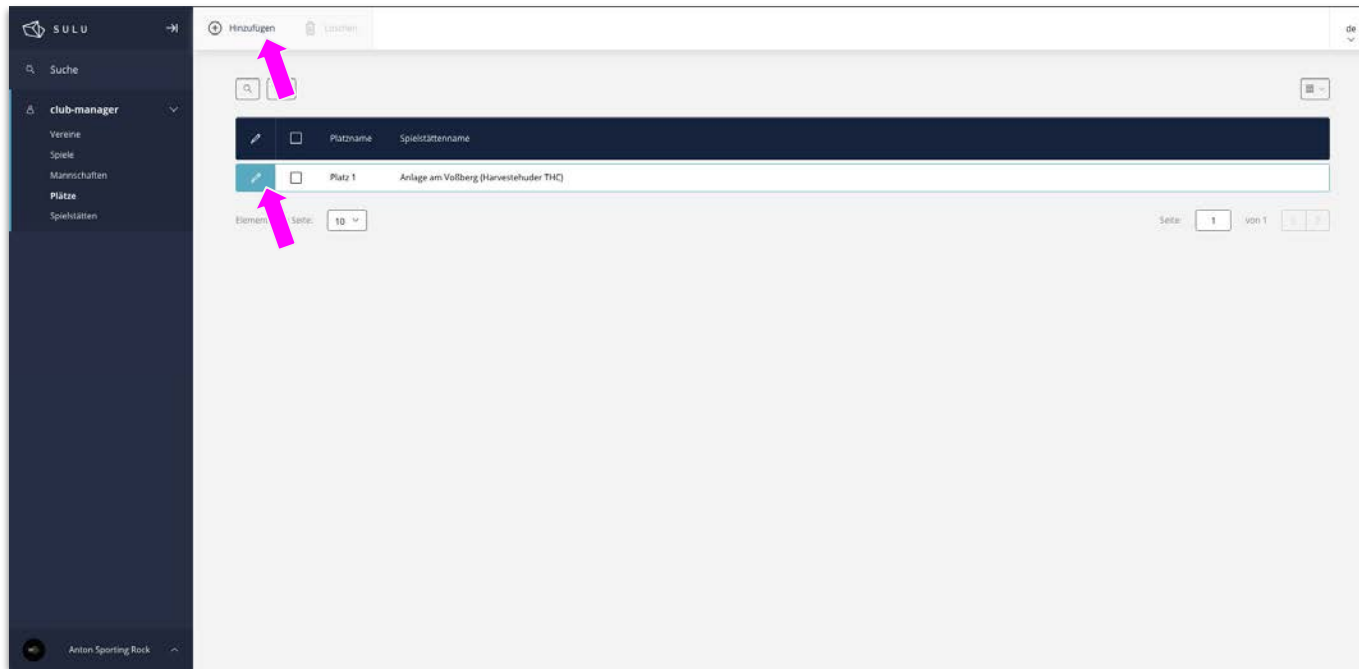 SULU
Hinzufügen
Löschen
de
Suche
club-manager
Vereine
Spiele
Mannschaften
Plätze
Spielstätten
Platzname Spielstättenname
Platz 1 Anlage am Voßberg (Harvestehuder THC)
Seite: 10
Seite: 1 von 1
Anton Sporting Rock